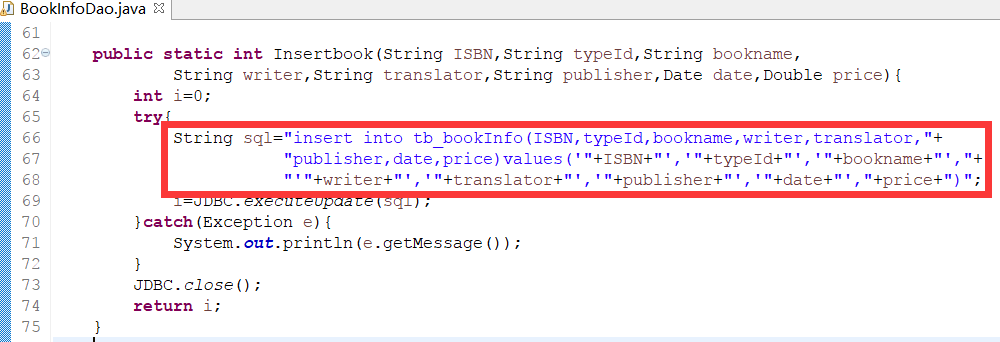 BookInfoDao.java
61
62 public static int Insertbook(String ISBN,String typeId,String bookname,
63 String writer,String translator,String publisher,Date date,Double price){
64 int i=0;
65 try{
66 String sql="insert into tb_bookInfo(ISBN,typeId,bookname,writer,translator,"+
67 "publisher,date,price)values('"+ISBN+"','"+typeId+"','"+bookname+"',"+
68 "'"+writer+"','"+translator+"','"+publisher+"','"+date+"',"+price+")";
69 i=JDBC.executeUpdate(sql);
70 }catch(Exception e){
71 System.out.println(e.getMessage());
72 }
73 JDBC.close();
74 return i;
75 }